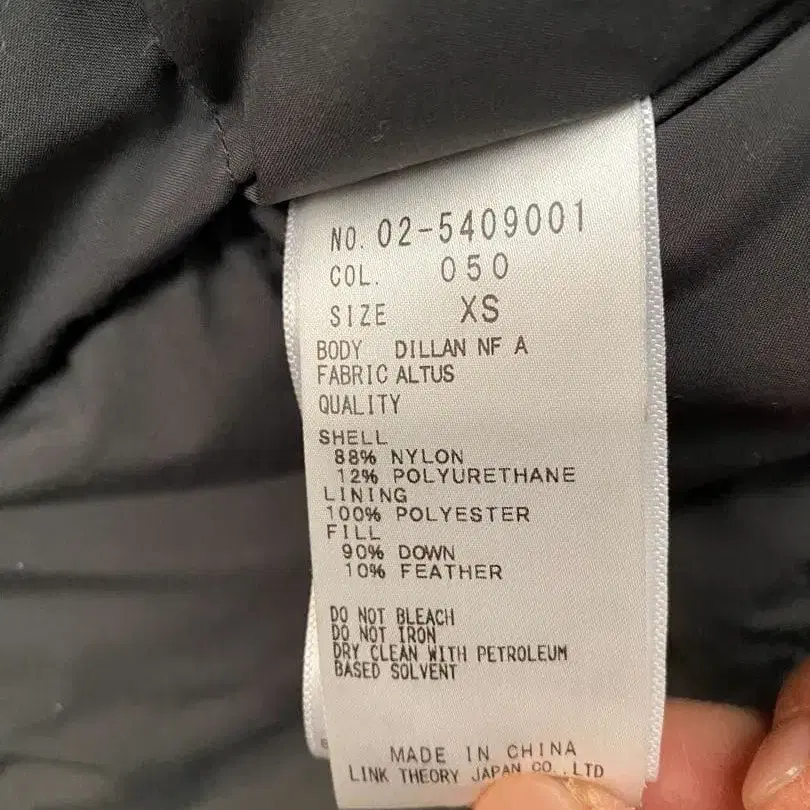 NO. 02-5409001
COL. 050
SIZE XS
BODY DILLAN NF A
FABRIC ALTUS
QUALITY
SHELL
88% NYLON
12% POLYURETHANE
LINING
100% POLYESTER
FILL
90% DOWN
10% FEATHER
DO NOT BLEACH
DO NOT IRON
DRY CLEAN WITH PETROLEUM
BASED SOLVENT
MADE IN CHINA
LINK THEORY JAPAN CO.,LTD